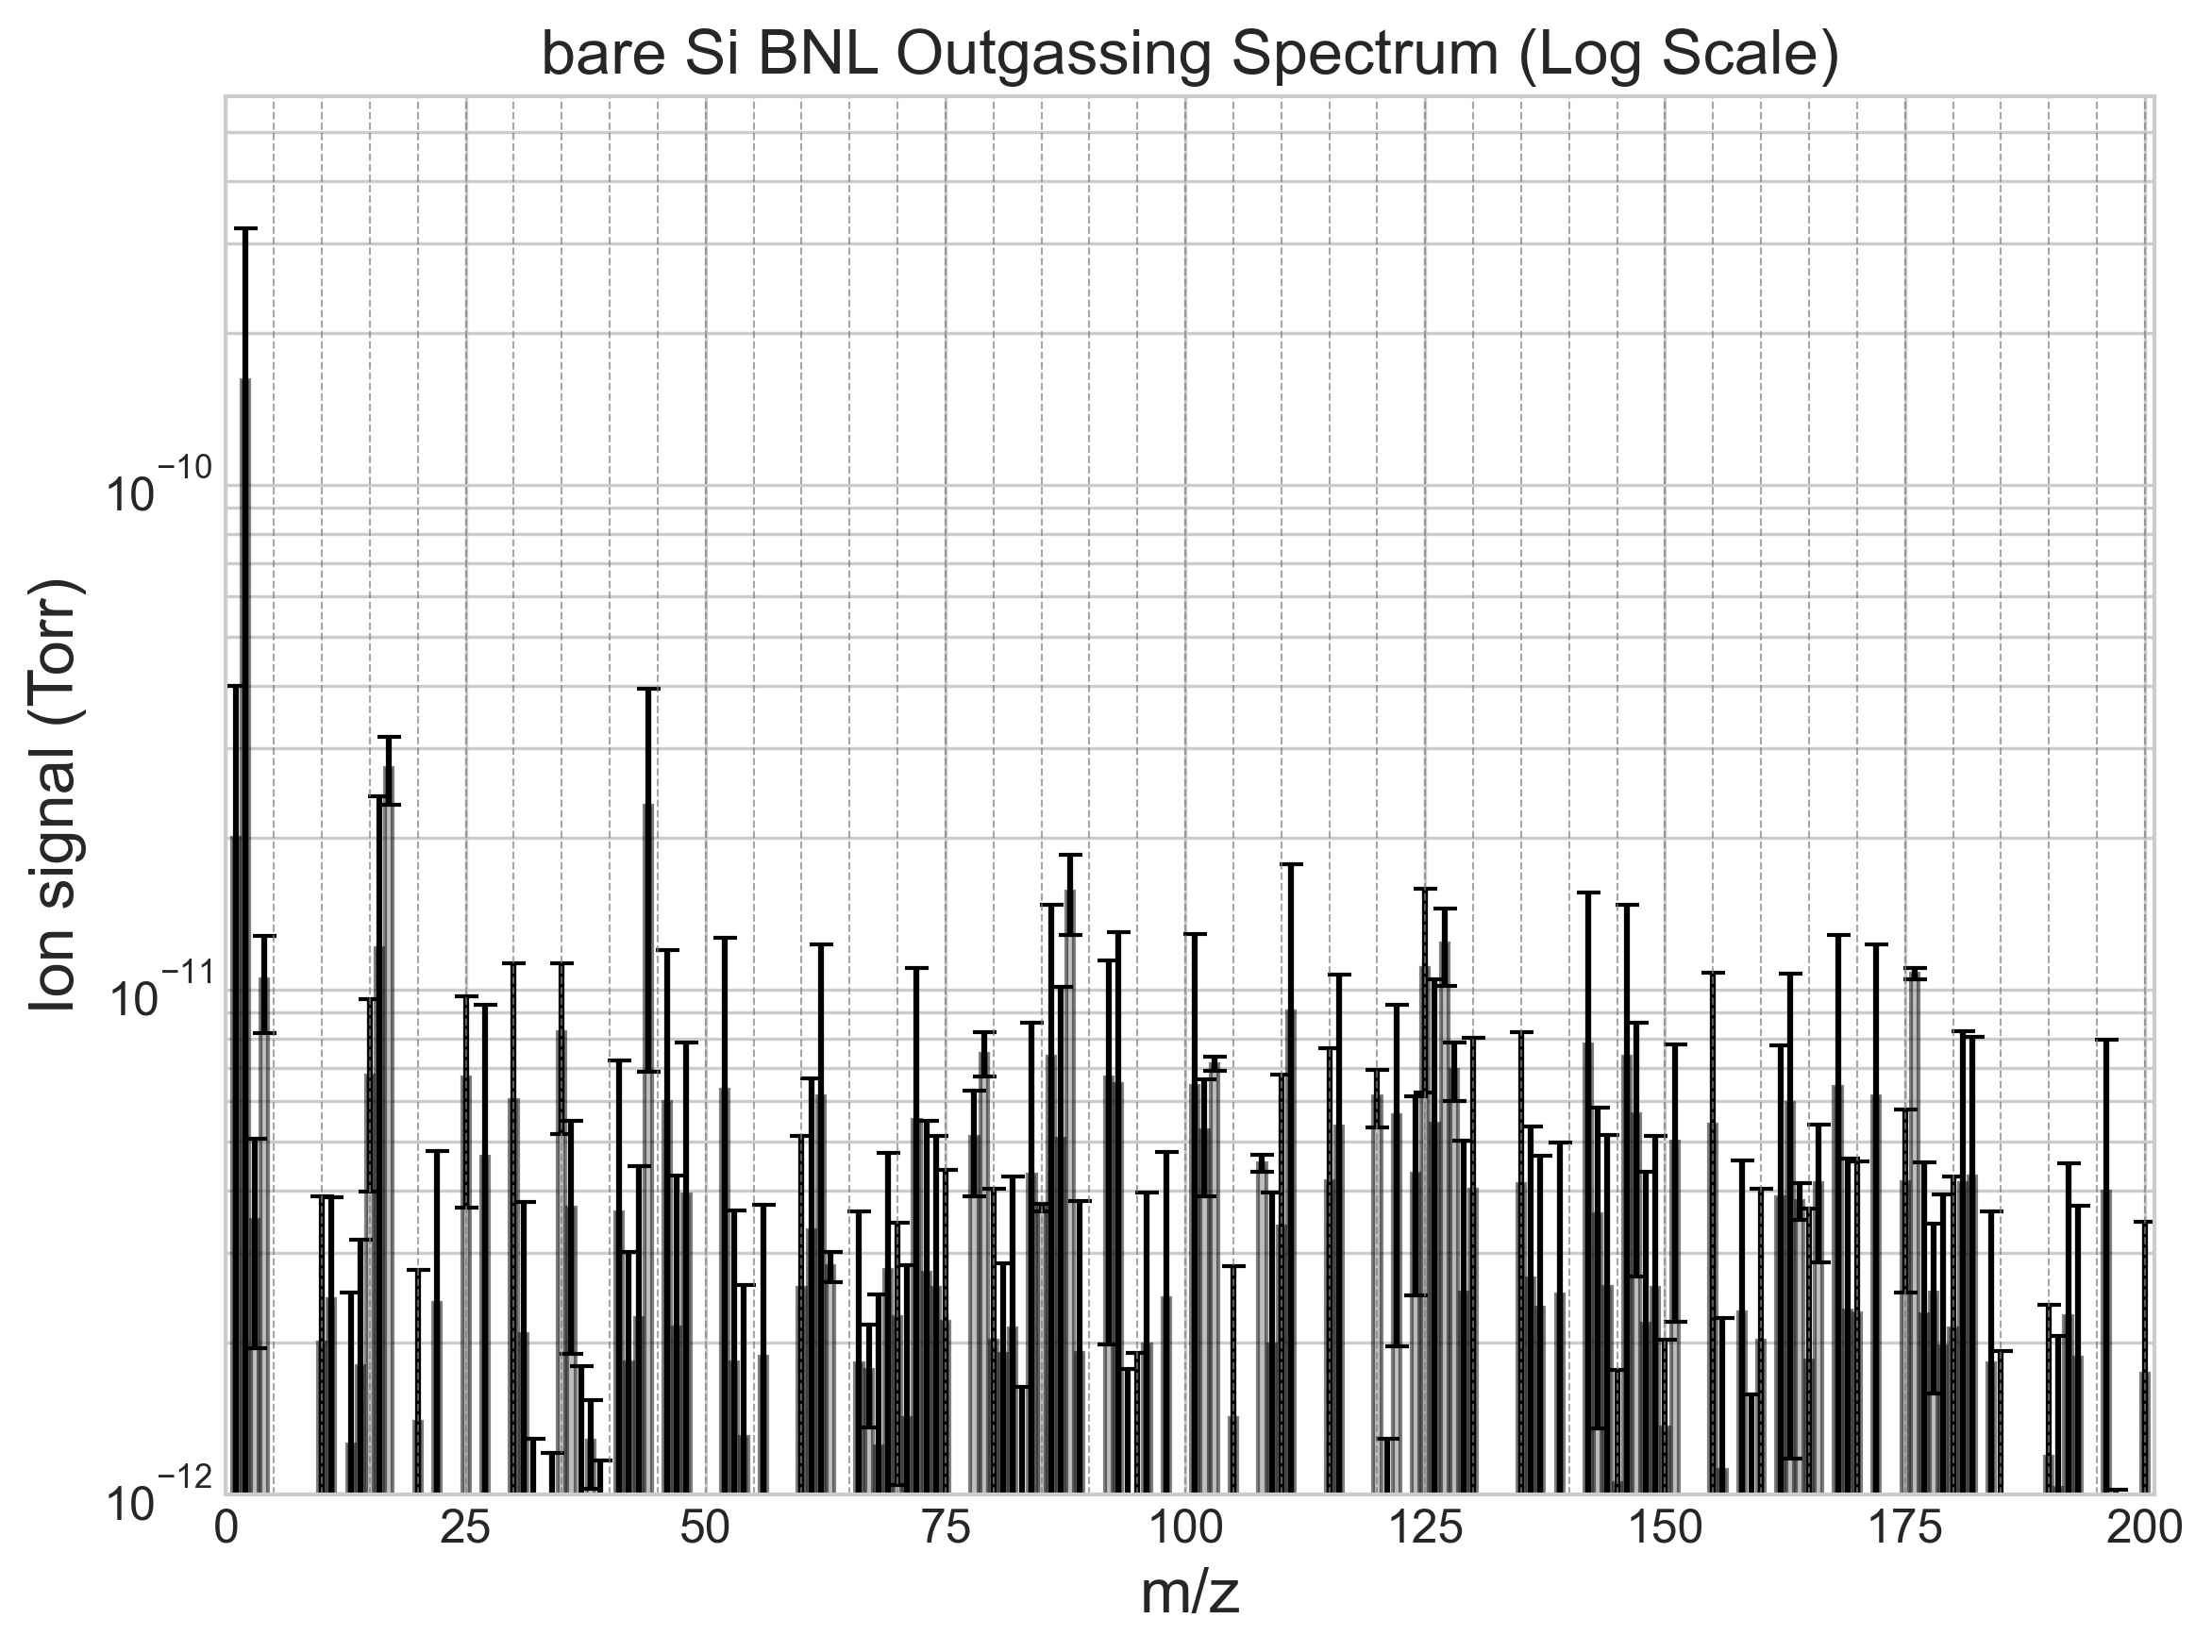 bare Si BNL Outgassing Spectrum (Log Scale)
Ion signal (Torr)
10⁻¹⁰
10⁻¹¹
10⁻¹²
0 25 50 75 100 125 150 175 200
m/z